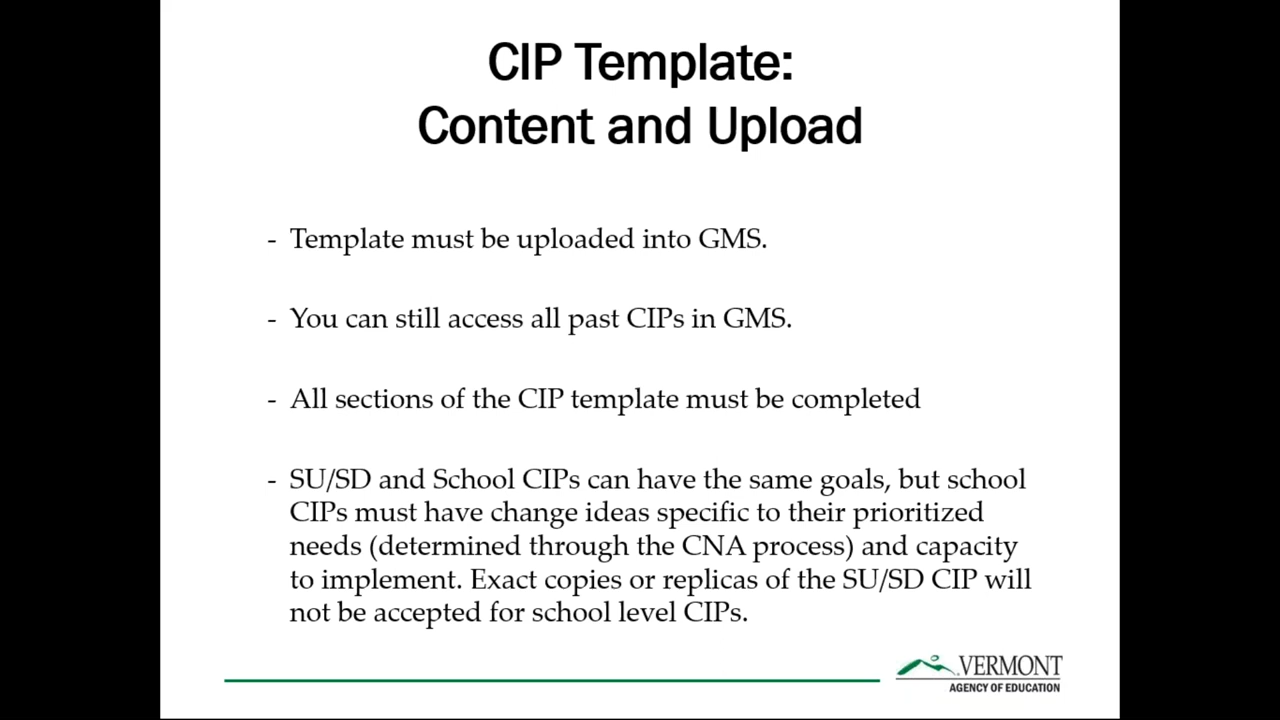 CIP Template:
Content and Upload
- Template must be uploaded into GMS.
- You can still access all past CIPs in GMS.
- All sections of the CIP template must be completed
- SU/SD and School CIPs can have the same goals, but school
CIPs must have change ideas specific to their prioritized
needs (determined through the CNA process) and capacity
to implement. Exact copies or replicas of the SU/SD CIP will
not be accepted for school level CIPs.
VERMONT
AGENCY OF EDUCATION